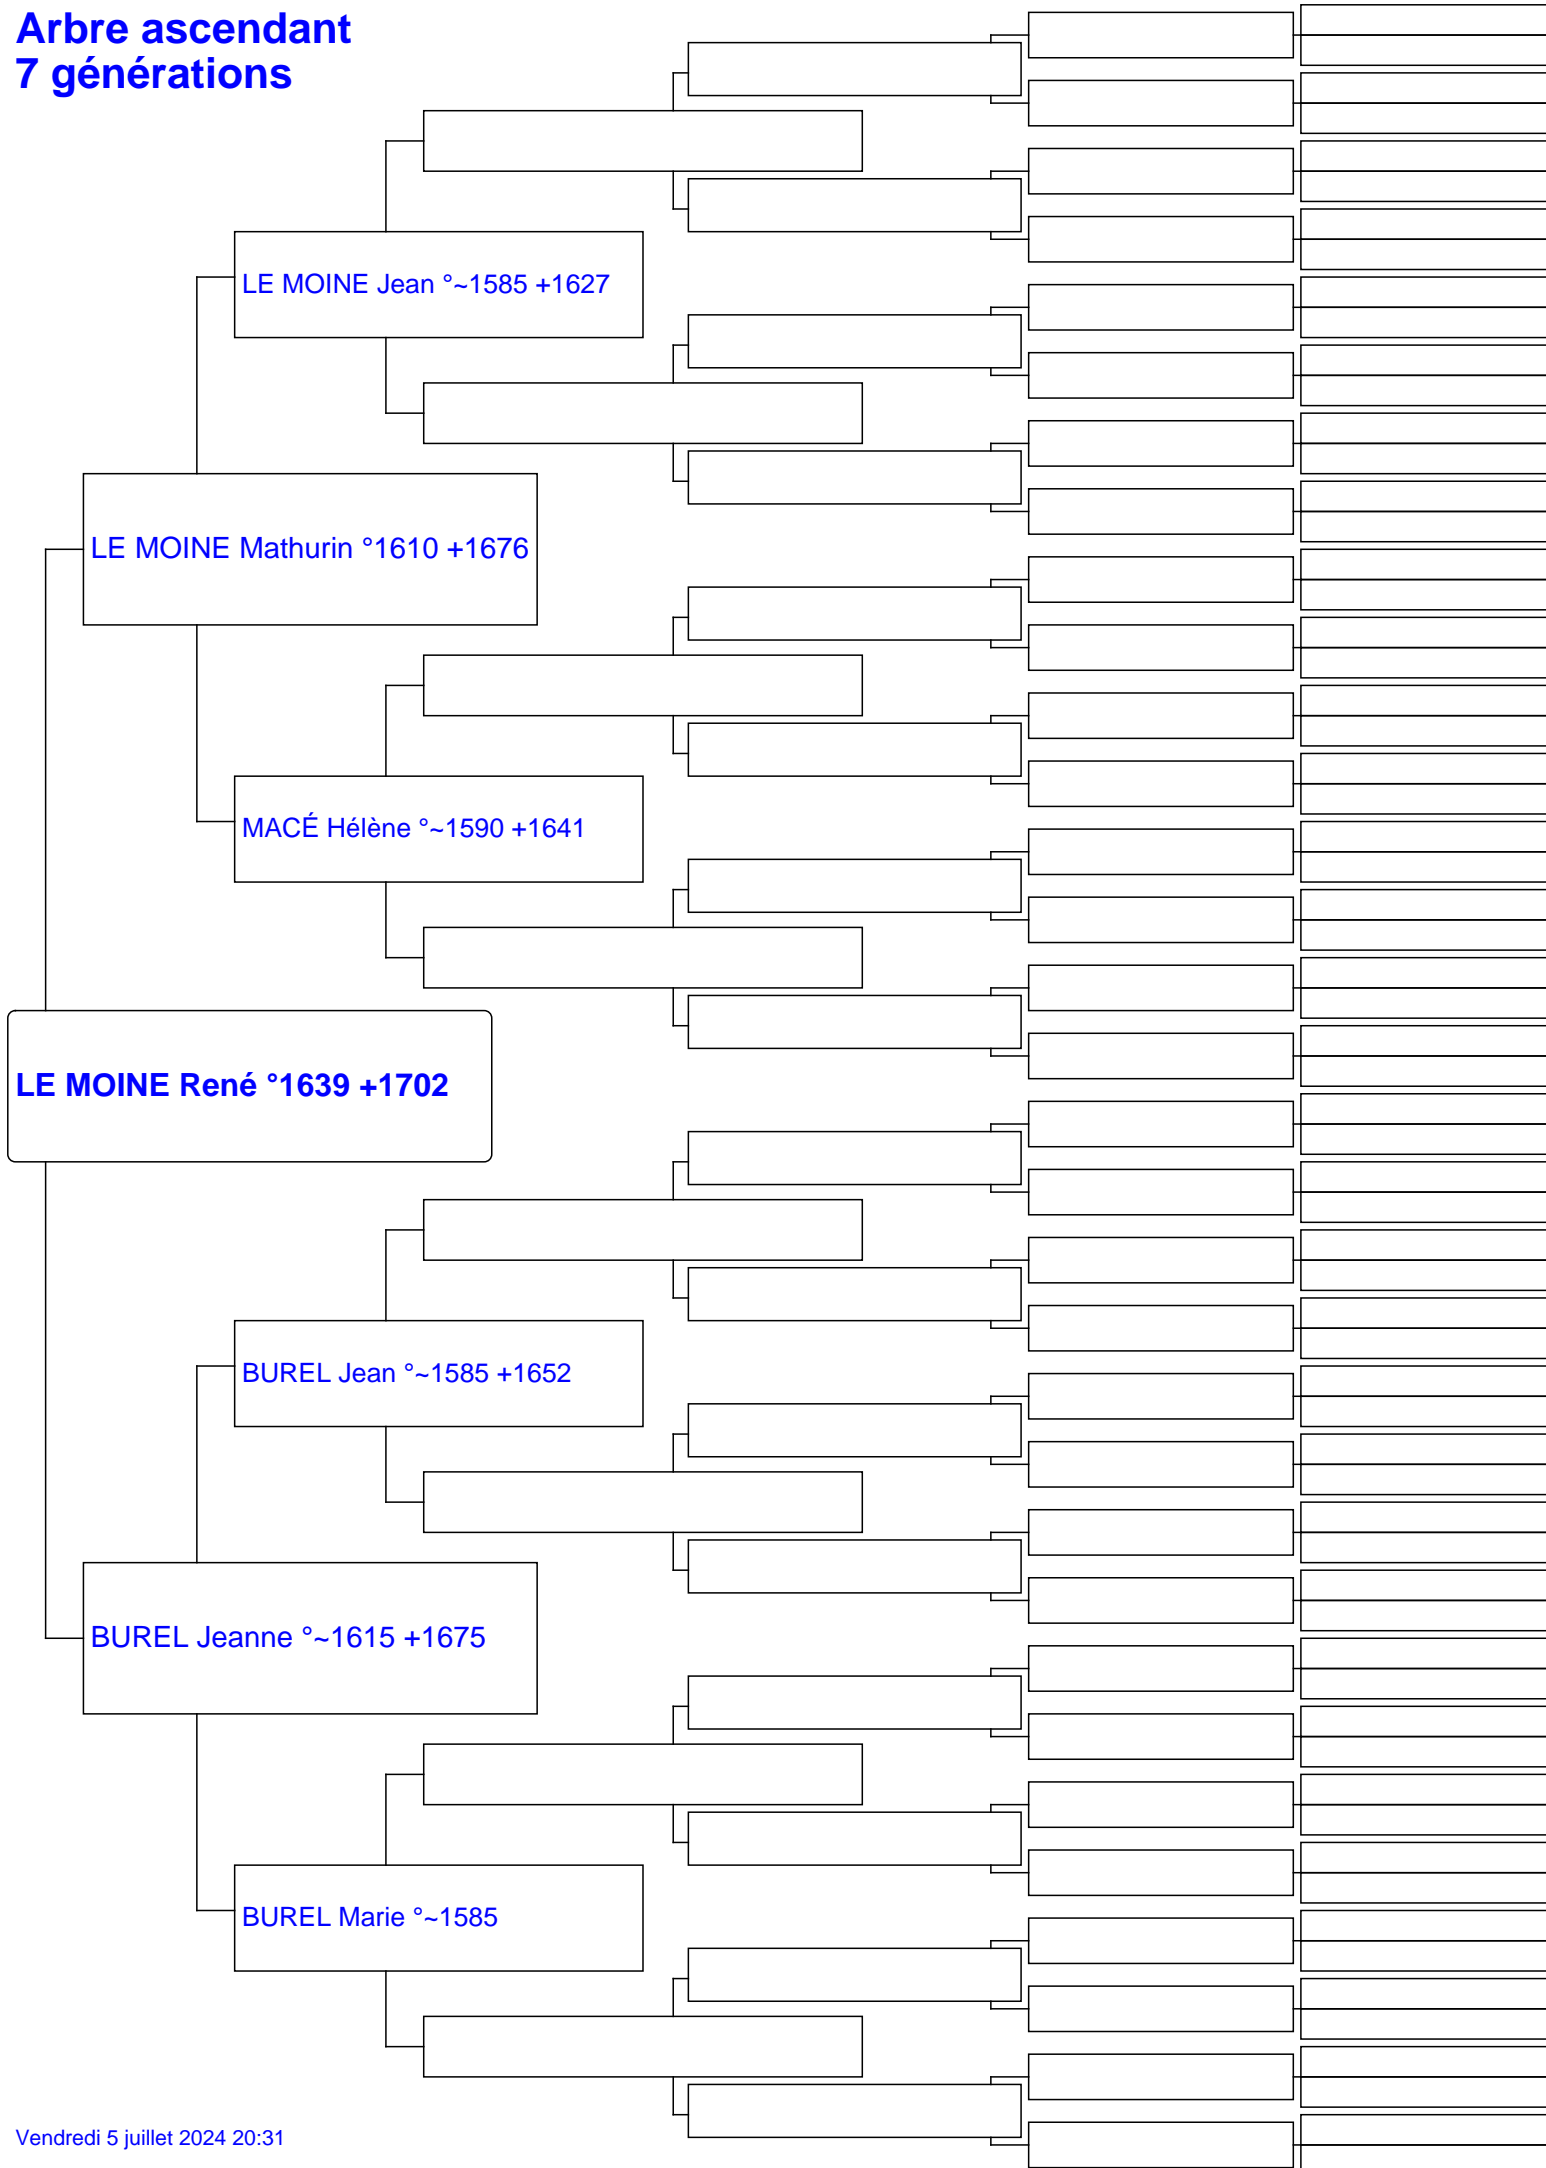 Arbre ascendant
7 générations
LE MOINE Jean °~1585 +1627
LE MOINE Mathurin °1610 +1676
MACÉ Hélène °~1590 +1641
LE MOINE René °1639 +1702
BUREL Jean °~1585 +1652
BUREL Jeanne °~1615 +1675
BUREL Marie °~1585
Vendredi 5 juillet 2024 20:31